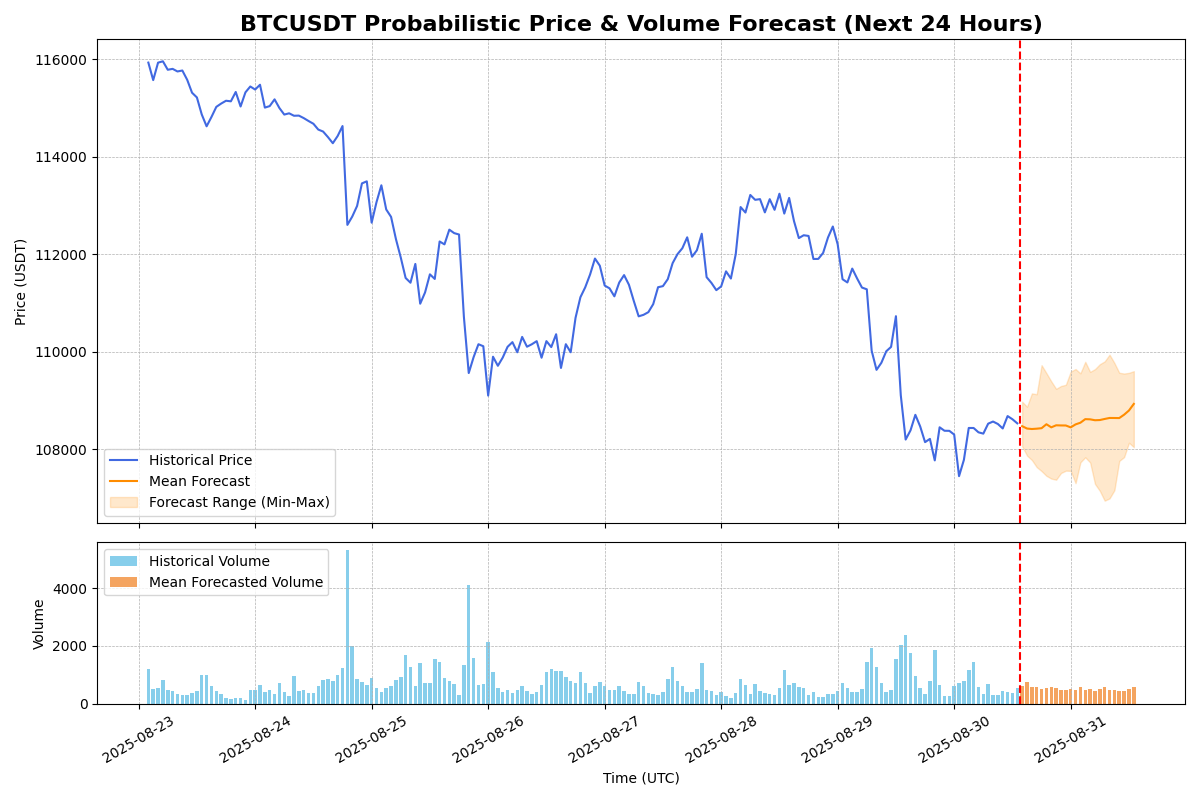 BTCUSDT Probabilistic Price & Volume Forecast (Next 24 Hours)
116000
114000
112000
110000
108000
Price (USDT)
Historical Price
Mean Forecast
Forecast Range (Min-Max)
Historical Volume
Mean Forecasted Volume
4000
2000
0
Volume
2025-08-23
2025-08-24
2025-08-25
2025-08-26
2025-08-27
2025-08-28
2025-08-29
2025-08-30
2025-08-31
Time (UTC)